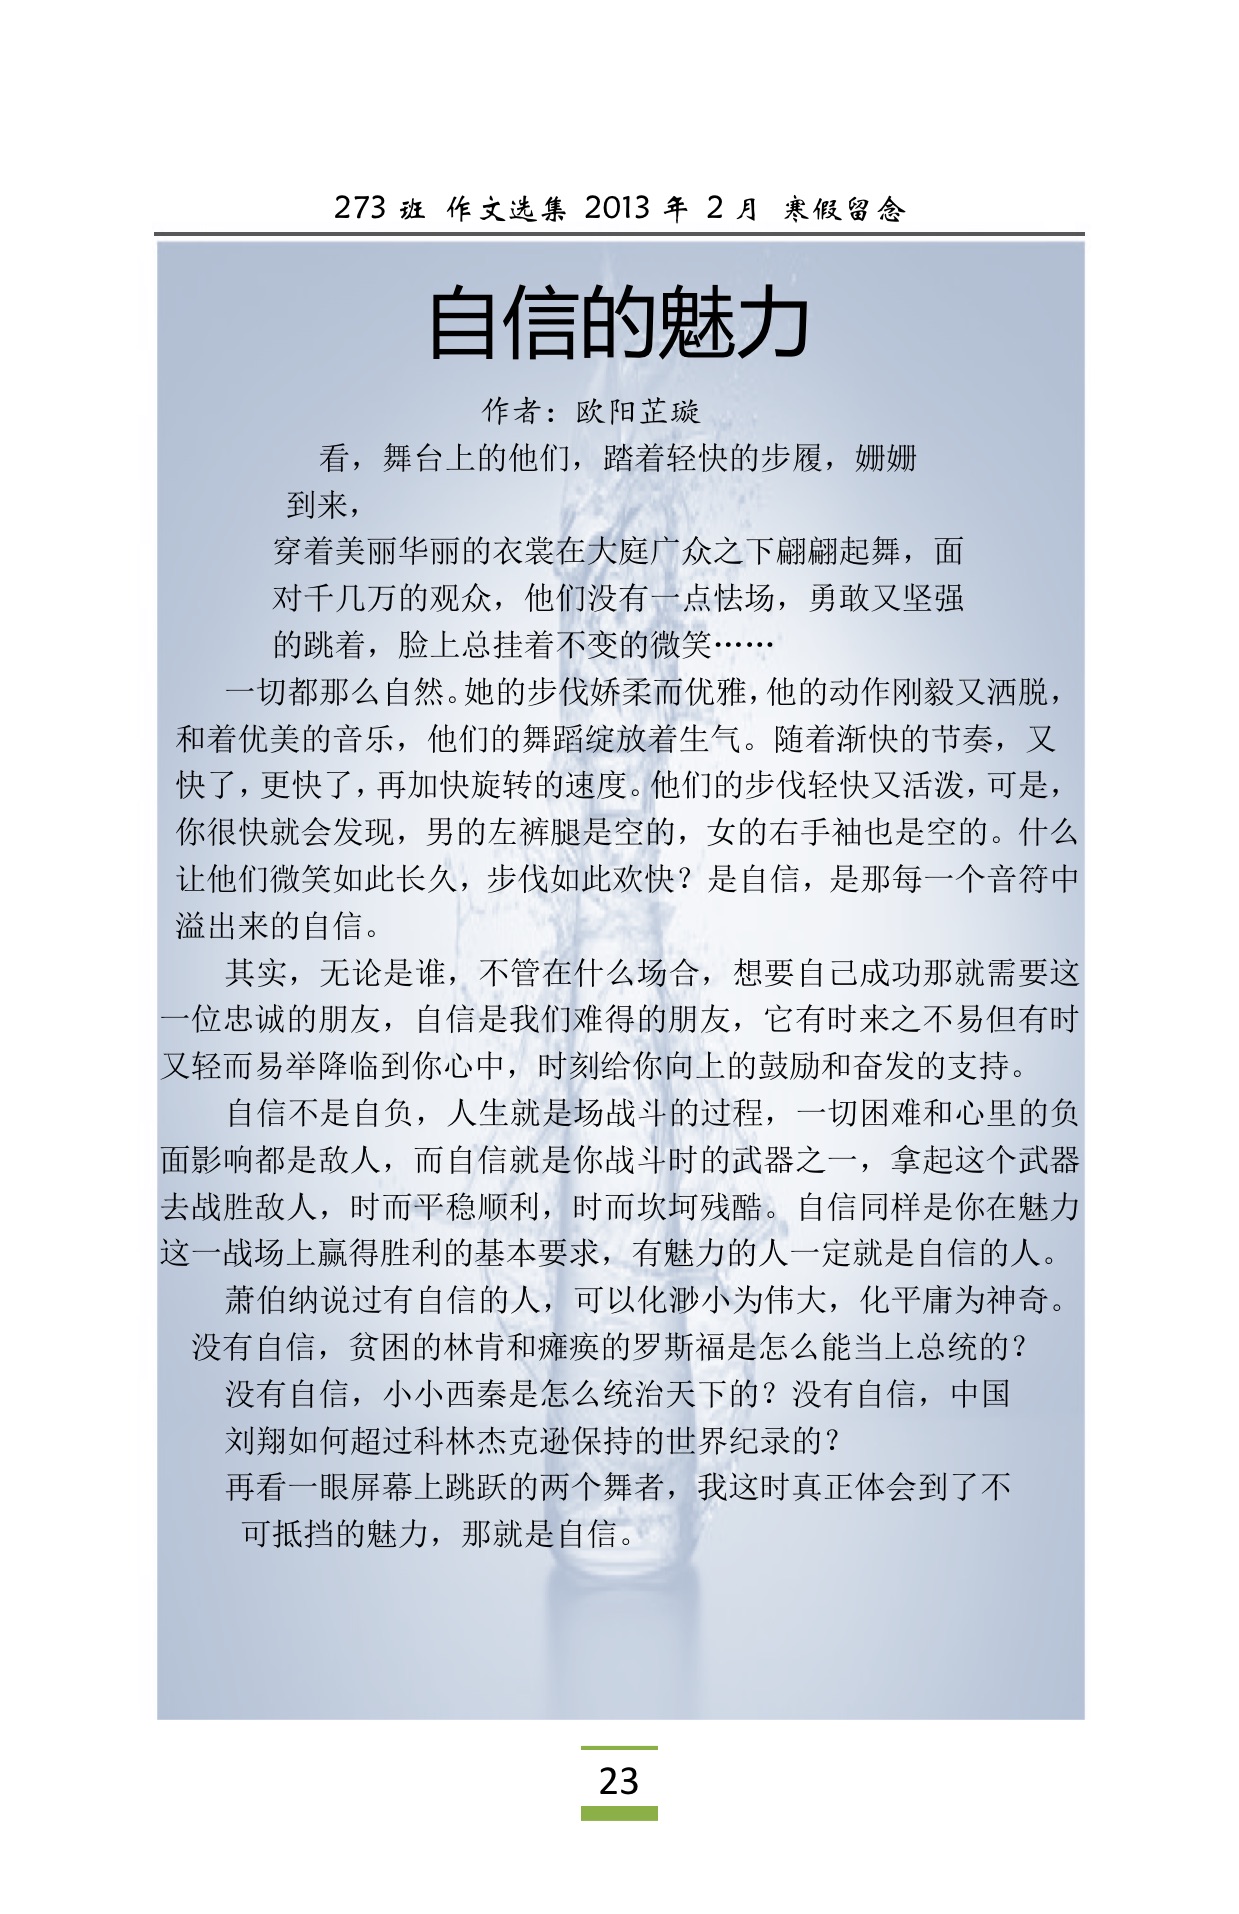 273 班 作文选集 2013 年 2 月 寒假留念
自信的魅力
作者：欧阳芷璇
看，舞台上的他们，踏着轻快的步履，姗姗
到来，
穿着美丽华丽的衣裳在大庭广众之下翩翩起舞，面
对千几万的观众，他们没有一点怯场，勇敢又坚强
的跳着，脸上总挂着不变的微笑……
一切都那么自然。她的步伐娇柔而优雅，他的动作刚毅又洒脱，
和着优美的音乐，他们的舞蹈绽放着生气。随着渐快的节奏，又
快了，更快了，再加快旋转的速度。他们的步伐轻快又活泼，可是，
你很快就会发现，男的左裤腿是空的，女的右手袖也是空的。什么
让他们微笑如此长久，步伐如此欢快？是自信，是那每一个音符中
溢出来的自信。
其实，无论是谁，不管在什么场合，想要自己成功那就需要这
一位忠诚的朋友，自信是我们难得的朋友，它有时来之不易但有时
又轻而易举降临到你心中，时刻给你向上的鼓励和奋发的支持。
自信不是自负，人生就是场战斗的过程，一切困难和心里的负
面影响都是敌人，而自信就是你战斗时的武器之一，拿起这个武器
去战胜敌人，时而平稳顺利，时而坎坷残酷。自信同样是你在魅力
这一战场上赢得胜利的基本要求，有魅力的人一定就是自信的人。
萧伯纳说过有自信的人，可以化渺小为伟大，化平庸为神奇。
没有自信，贫困的林肯和瘫痪的罗斯福是怎么能当上总统的？
没有自信，小小西秦是怎么统治天下的？没有自信，中国
刘翔如何超过科林杰克逊保持的世界纪录的？
再看一眼屏幕上跳跃的两个舞者，我这时真正体会到了不
可抵挡的魅力，那就是自信。
23